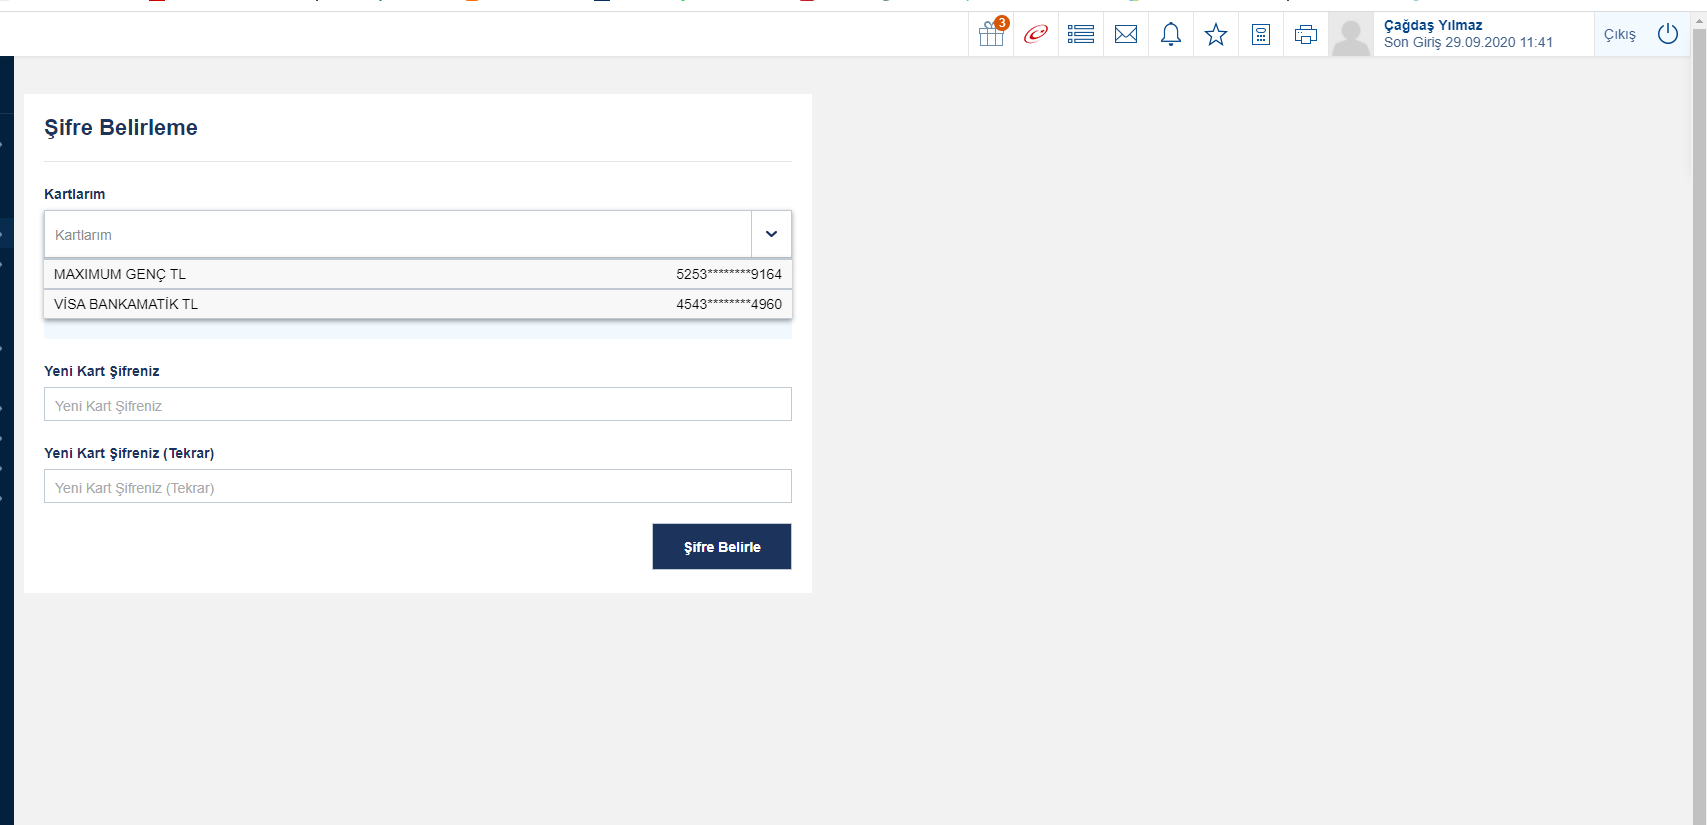 3
Çağdaş Yılmaz
Son Giriş 29.09.2020 11:41
Çıkış
Şifre Belirleme
Kartlarım
Kartlarım
MAXIMUM GENÇ TL 5253********9164
VİSA BANKAMATİK TL 4543********4960
Yeni Kart Şifreniz
Yeni Kart Şifreniz
Yeni Kart Şifreniz (Tekrar)
Yeni Kart Şifreniz (Tekrar)
Şifre Belirle